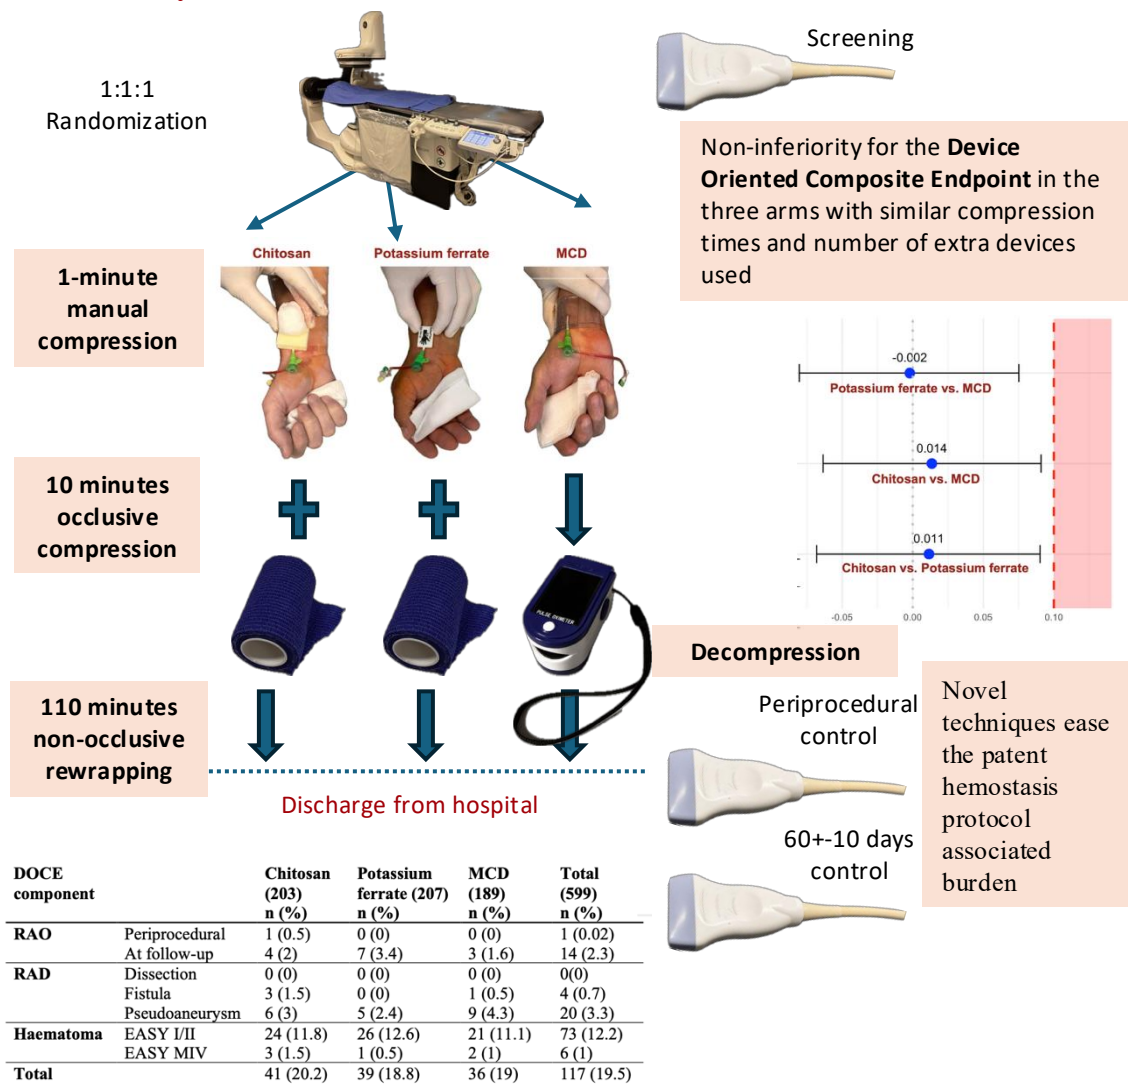 Screening
1:1:1
Randomization
Non-inferiority for the Device
Oriented Composite Endpoint in the
three arms with similar compression
times and number of extra devices
used
Chitosan
Potassium ferrate
MCD
1-minute
manual
compression
-0.002
Potassium ferrate vs. MCD
0.014
Chitosan vs. MCD
0.011
Chitosan vs. Potassium ferrate
-0.05
0.00
0.05
0.10
10 minutes
occlusive
compression
PULSE OXIMETER
Decompression
110 minutes
non-occlusive
rewrapping
Periprocedural
control
Novel
techniques ease
the patent
hemostasis
protocol
associated
burden
Discharge from hospital
60+-10 days
control
DOCE component Chitosan (203) n (%) Potassium ferrate (207) n (%) MCD (189) n (%) Total (599) n (%)
RAO Periprocedural 1 (0.5) 0 (0) 0 (0) 1 (0.02)
At follow-up 4 (2) 7 (3.4) 3 (1.6) 14 (2.3)
RAD Dissection 0 (0) 0 (0) 0 (0) 0(0)
Fistula 3 (1.5) 0 (0) 1 (0.5) 4 (0.7)
Pseudoaneurysm 6 (3) 5 (2.4) 9 (4.3) 20 (3.3)
Haematoma EASY I/II 24 (11.8) 26 (12.6) 21 (11.1) 73 (12.2)
EASY MIV 3 (1.5) 1 (0.5) 2 (1) 6 (1)
Total 41 (20.2) 39 (18.8) 36 (19) 117 (19.5)